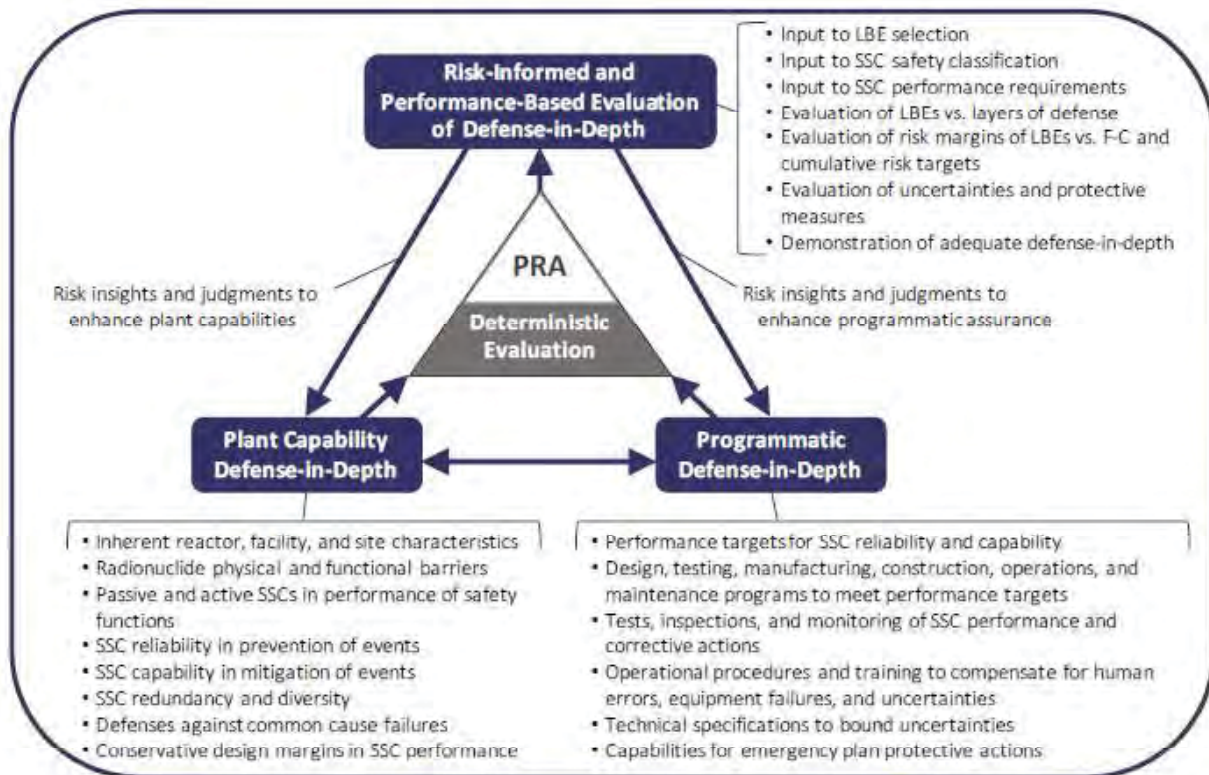 Risk-Informed and
Performance-Based Evaluation
of Defense-in-Depth
• Input to LBE selection
• Input to SSC safety classification
• Input to SSC performance requirements
• Evaluation of LBEs vs. layers of defense
• Evaluation of risk margins of LBEs vs. F-C and
cumulative risk targets
• Evaluation of uncertainties and protective
measures
• Demonstration of adequate defense-in-depth
PRA
Deterministic
Evaluation
Risk insights and judgments to
enhance plant capabilities
Risk insights and judgments to
enhance programmatic assurance
Plant Capability
Defense-in-Depth
Programmatic
Defense-in-Depth
• Inherent reactor, facility, and site characteristics
• Radionuclide physical and functional barriers
• Passive and active SSCs in performance of safety
functions
• SSC reliability in prevention of events
• SSC capability in mitigation of events
• SSC redundancy and diversity
• Defenses against common cause failures
• Conservative design margins in SSC performance
• Performance targets for SSC reliability and capability
• Design, testing, manufacturing, construction, operations, and
maintenance programs to meet performance targets
• Tests, inspections, and monitoring of SSC performance and
corrective actions
• Operational procedures and training to compensate for human
errors, equipment failures, and uncertainties
• Technical specifications to bound uncertainties
• Capabilities for emergency plan protective actions